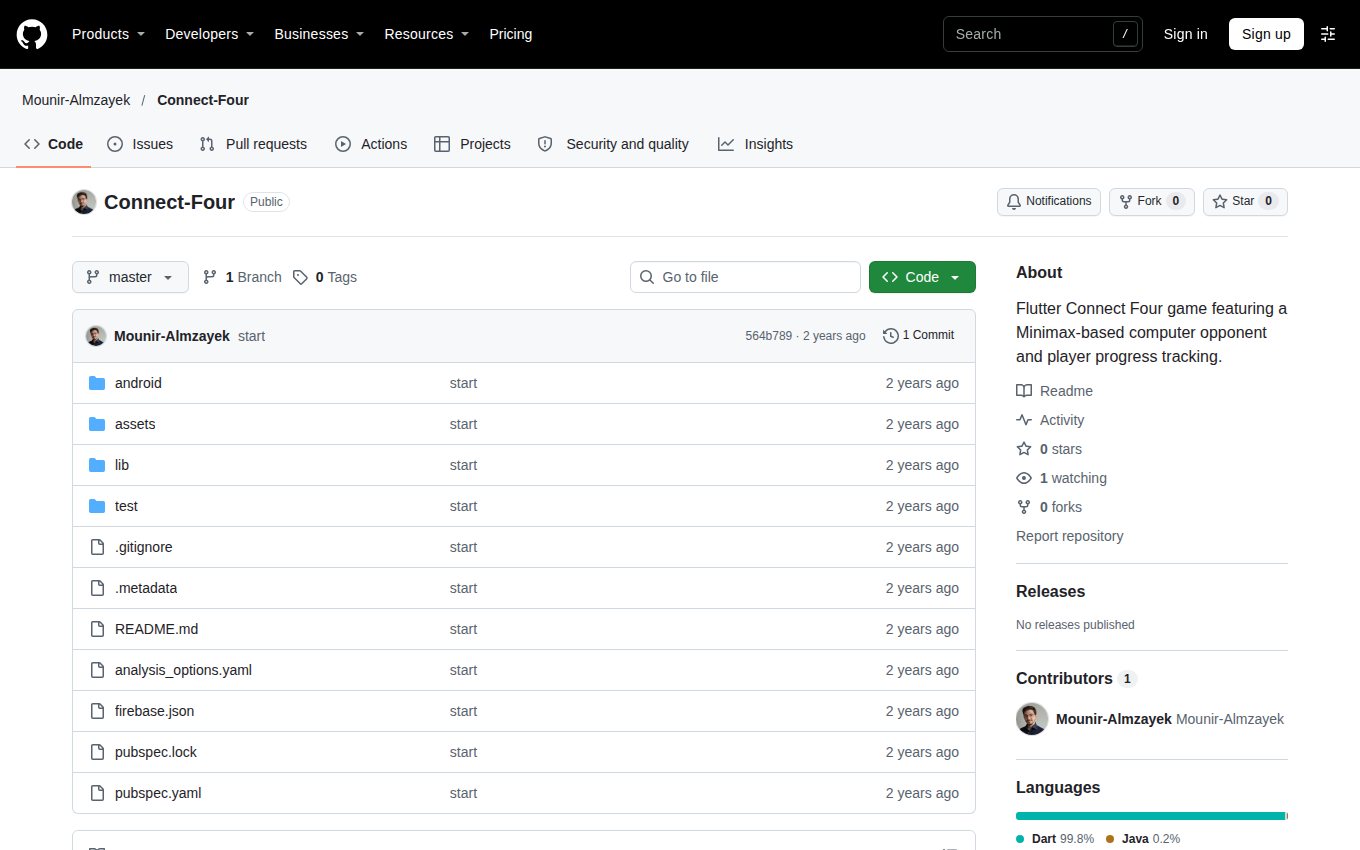 Products Developers Businesses Resources Pricing Search / Sign in Sign up
Mounir-Almzayek / Connect-Four
Code Issues Pull requests Actions Projects Security and quality Insights
Connect-Four Public Notifications Fork 0 Star 0
master 1 Branch 0 Tags Go to file Code
Mounir-Almzayek start 564b789 · 2 years ago 1 Commit
android start 2 years ago
assets start 2 years ago
lib start 2 years ago
test start 2 years ago
.gitignore start 2 years ago
.metadata start 2 years ago
README.md start 2 years ago
analysis_options.yaml start 2 years ago
firebase.json start 2 years ago
pubspec.lock start 2 years ago
pubspec.yaml start 2 years ago
About
Flutter Connect Four game featuring a
Minimax-based computer opponent
and player progress tracking.
Readme
Activity
0 stars
1 watching
0 forks
Report repository
Releases
No releases published
Contributors 1
Mounir-Almzayek Mounir-Almzayek
Languages
Dart 99.8% Java 0.2%